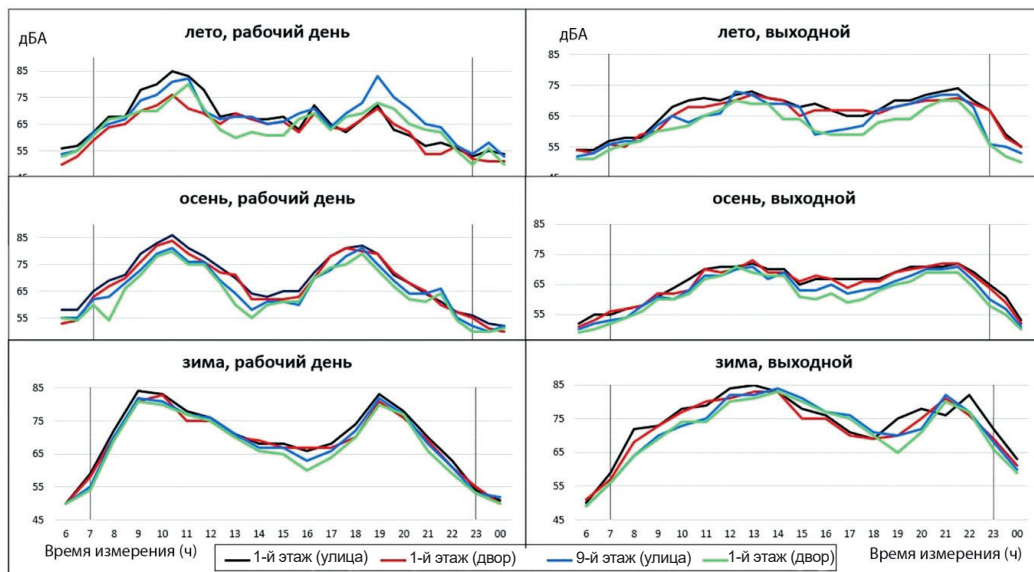 дБА
лето, рабочий день
85
75
65
55
45
дБА
лето, выходной
85
75
65
55
45
осень, рабочий день
85
75
65
55
осень, выходной
85
75
65
55
зима, рабочий день
85
75
65
55
45
6 7 8 9 10 11 12 13 14 15 16 17 18 19 20 21 22 23 00
Время измерения (ч)
зима, выходной
85
75
65
55
45
6 7 8 9 10 11 12 13 14 15 16 17 18 19 20 21 22 23 00
Время измерения (ч)
1-й этаж (улица) 1-й этаж (двор) 9-й этаж (улица) 1-й этаж (двор)